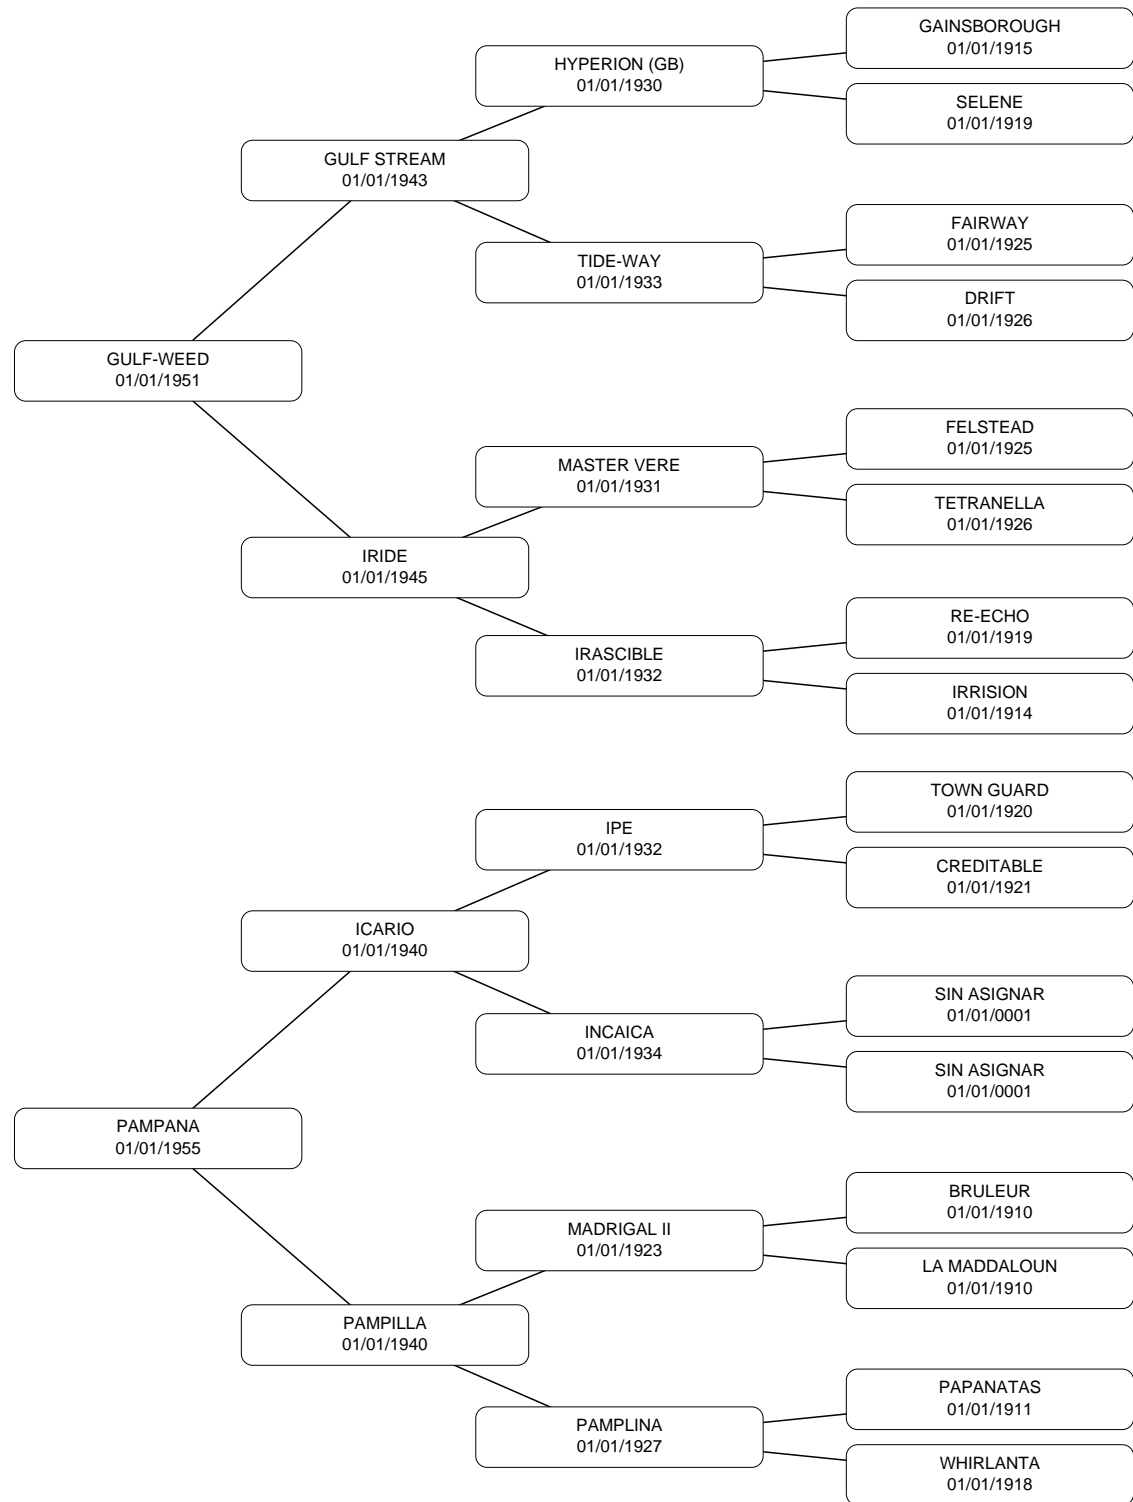 GAINSBOROUGH
01/01/1915
HYPERION (GB)
01/01/1930
SELENE
01/01/1919
GULF STREAM
01/01/1943
FAIRWAY
01/01/1925
TIDE-WAY
01/01/1933
DRIFT
01/01/1926
GULF-WEED
01/01/1951
FELSTEAD
01/01/1925
MASTER VERE
01/01/1931
TETRANELLA
01/01/1926
IRIDE
01/01/1945
RE-ECHO
01/01/1919
IRASCIBLE
01/01/1932
IRRISION
01/01/1914
TOWN GUARD
01/01/1920
IPE
01/01/1932
CREDITABLE
01/01/1921
ICARIO
01/01/1940
SIN ASIGNAR
01/01/0001
INCAICA
01/01/1934
SIN ASIGNAR
01/01/0001
PAMPANA
01/01/1955
BRULEUR
01/01/1910
MADRIGAL II
01/01/1923
LA MADDALOUN
01/01/1910
PAMPILLA
01/01/1940
PAPANATAS
01/01/1911
PAMPLINA
01/01/1927
WHIRLANTA
01/01/1918